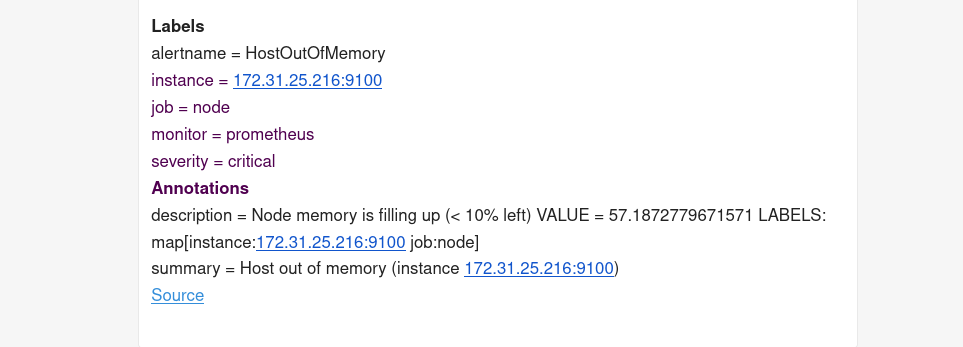 Labels
alertname = HostOutOfMemory
instance = 172.31.25.216:9100
job = node
monitor = prometheus
severity = critical
Annotations
description = Node memory is filling up (< 10% left) VALUE = 57.1872779671571 LABELS:
map[instance:172.31.25.216:9100 job:node]
summary = Host out of memory (instance 172.31.25.216:9100)
Source